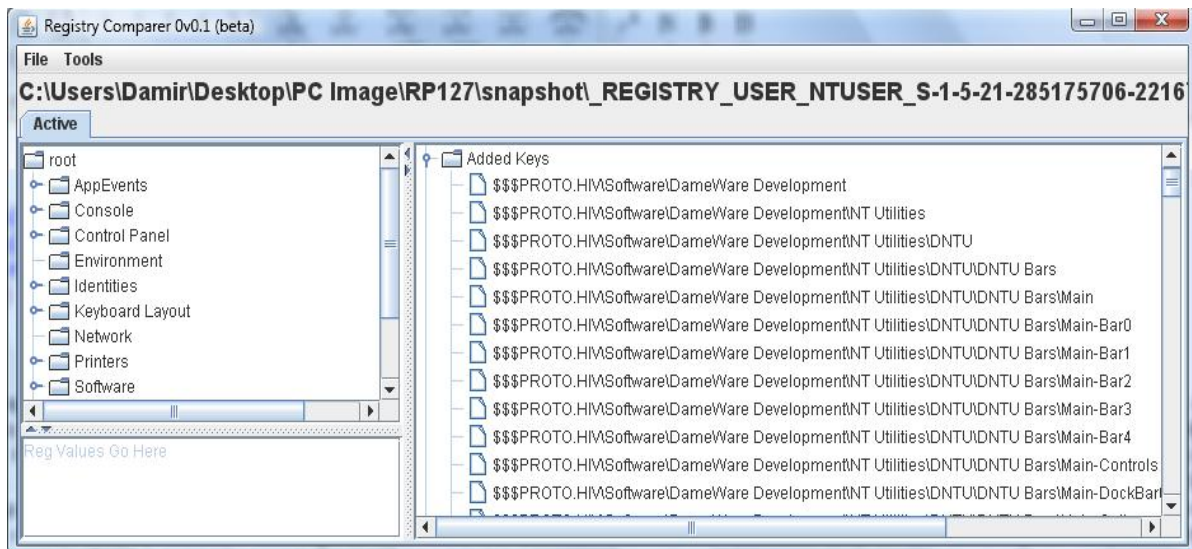 Registry Comparer 0v0.1 (beta)
File Tools
C:\Users\Damir\Desktop\PC Image\RP127\snapshot\_REGISTRY_USER_NTUSER_S-1-5-21-285175706-2216
Active
root
AppEvents
Console
Control Panel
Environment
Identities
Keyboard Layout
Network
Printers
Software
Reg Values Go Here
Added Keys
$$$PROTO.HIV\Software\DameWare Development
$$$PROTO.HIV\Software\DameWare Development\NT Utilities
$$$PROTO.HIV\Software\DameWare Development\NT Utilities\DNTU
$$$PROTO.HIV\Software\DameWare Development\NT Utilities\DNTU\DNTU Bars
$$$PROTO.HIV\Software\DameWare Development\NT Utilities\DNTU\DNTU Bars\Main
$$$PROTO.HIV\Software\DameWare Development\NT Utilities\DNTU\DNTU Bars\Main-Bar0
$$$PROTO.HIV\Software\DameWare Development\NT Utilities\DNTU\DNTU Bars\Main-Bar1
$$$PROTO.HIV\Software\DameWare Development\NT Utilities\DNTU\DNTU Bars\Main-Bar2
$$$PROTO.HIV\Software\DameWare Development\NT Utilities\DNTU\DNTU Bars\Main-Bar3
$$$PROTO.HIV\Software\DameWare Development\NT Utilities\DNTU\DNTU Bars\Main-Bar4
$$$PROTO.HIV\Software\DameWare Development\NT Utilities\DNTU\DNTU Bars\Main-Controls
$$$PROTO.HIV\Software\DameWare Development\NT Utilities\DNTU\DNTU Bars\Main-DockBar